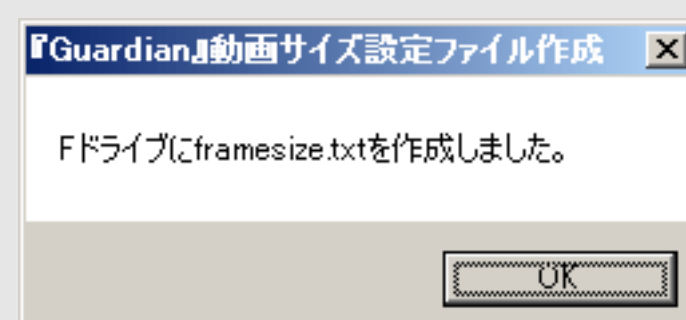 『Guardian』動画サイズ設定ファイル作成
Fドライブにframesize.txtを作成しました。
OK